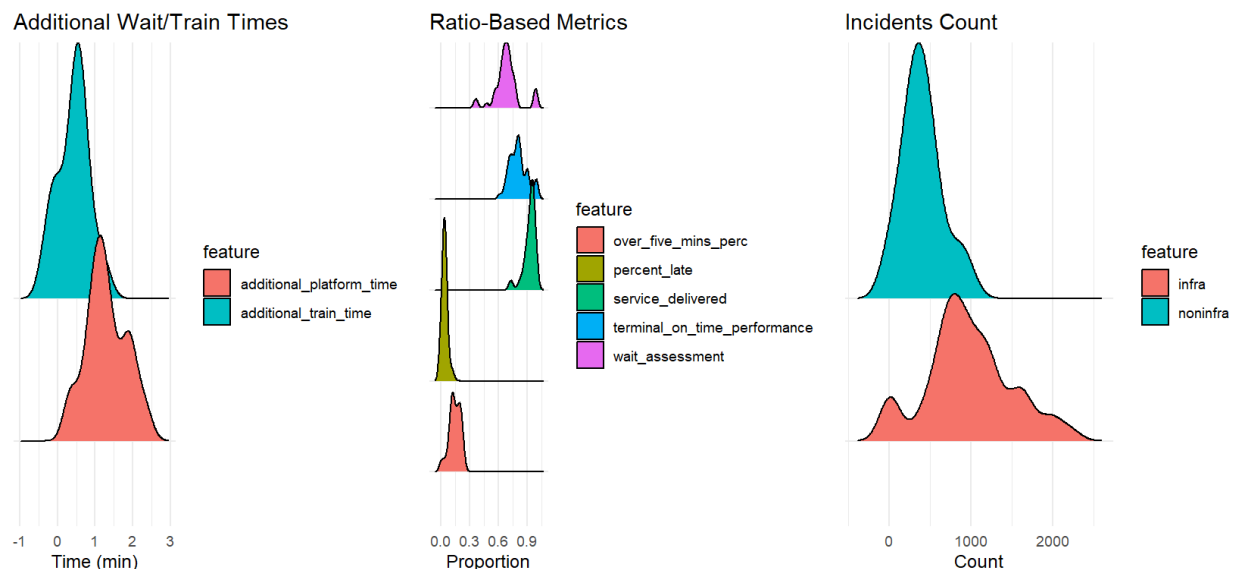 Additional Wait/Train Times
feature
additional_platform_time
additional_train_time
-1 0 1 2 3
Time (min)
Ratio-Based Metrics
feature
over_five_mins_perc
percent_late
service_delivered
terminal_on_time_performance
wait_assessment
0.0 0.3 0.6 0.9
Proportion
Incidents Count
feature
infra
noninfra
0 1000 2000
Count